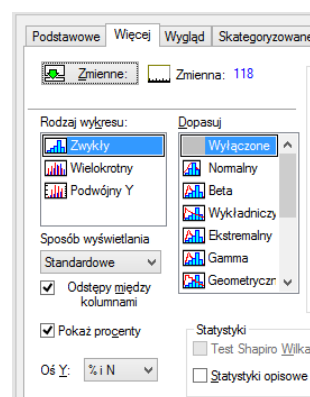 Podstawowe Więcej Wygląd Skategoryzowane
Zmienne: Zmienna: 118
Rodzaj wykresu: Dopasuj
Zwykły
Wielokrotny
Podwójny Y
Wyłączone
Normalny
Beta
Wykładniczy
Ekstremalny
Gamma
Geometryczn
Sposób wyświetlania
Standardowe
Odstępy między
kolumnami
Pokaż procenty
Oś Y: % i N
Statystyki
Test Shapiro Wilka
Statystyki opisowe